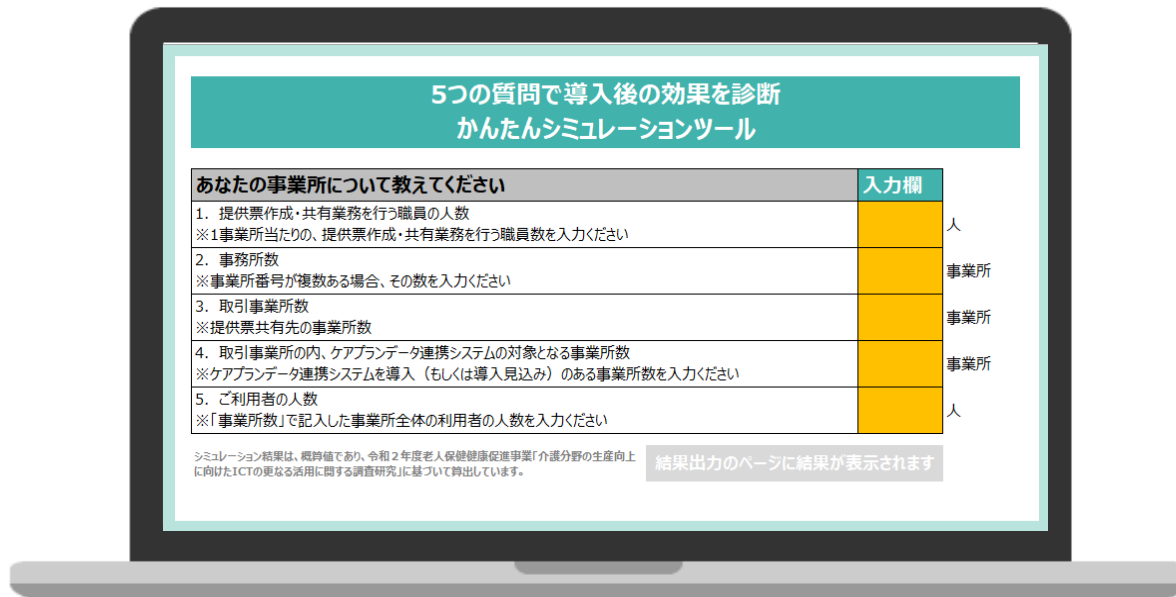 5つの質問で導入後の効果を診断
かんたんシミュレーションツール
あなたの事業所について教えてください 入力欄
1．提供票作成・共有業務を行う職員の人数
※1事業所当たりの、提供票作成・共有業務を行う職員数を入力ください
人
2．事務所数
※事業所番号が複数ある場合、その数を入力ください
事業所
3．取引事業所数
※提供票共有先の事業所数
事業所
4．取引事業所の内、ケアプランデータ連携システムの対象となる事業所数
※ケアプランデータ連携システムを導入（もしくは導入見込み）のある事業所数を入力ください
事業所
5．ご利用者の人数
※「事業所数」で記入した事業所全体の利用者の人数を入力ください
人
シミュレーション結果は、概算値であり、令和２年度老人保健健康促進事業「介護分野の生産向上
に向けたICTの更なる活用に関する調査研究」に基づいて算出しています。
結果出力のページに結果が表示されます